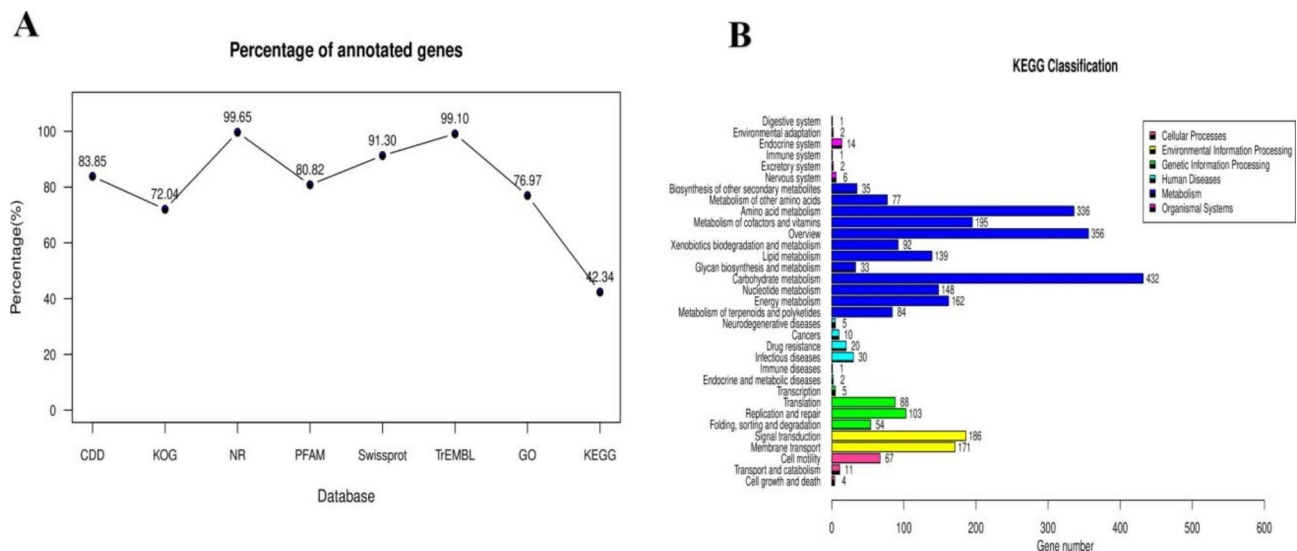 A
Percentage of annotated genes
Percentage(%)
100
80
60
40
20
0
83.85
72.04
99.65
80.82
91.30
99.10
76.97
42.34
CDD KOG NR PFAM Swissprot TrEMBL GO KEGG
Database
B
KEGG Classification
Digestive system 1
Environmental adaptation 2
Endocrine system 14
Immune system 1
Excretory system 2
Nervous system 6
Biosynthesis of other secondary metabolites 35
Metabolism of other amino acids 77
Amino acid metabolism 336
Metabolism of cofactors and vitamins 195
Overview 356
Xenobiotics biodegradation and metabolism 92
Lipid metabolism 139
Glycan biosynthesis and metabolism 33
Carbohydrate metabolism 432
Nucleotide metabolism 148
Energy metabolism 162
Metabolism of terpenoids and polyketides 84
Neurodegenerative diseases 5
Cancers 10
Drug resistance 20
Infectious diseases 30
Immune diseases 1
Endocrine and metabolic diseases 2
Transcription 5
Translation 88
Replication and repair 103
Folding, sorting and degradation 54
Signal transduction 186
Membrane transport 171
Cell motility 67
Transport and catabolism 11
Cell growth and death 4
0 100 200 300 400 500 600
Gene number
Cellular Processes
Environmental Information Processing
Genetic Information Processing
Human Diseases
Metabolism
Organismal Systems